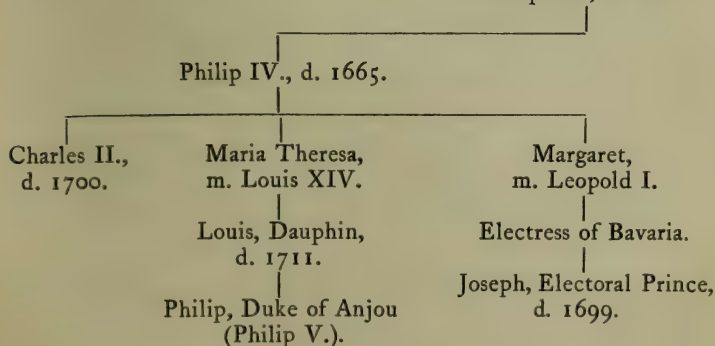 Philip IV., d. 1665.
Charles II.,
d. 1700.
Maria Theresa,
m. Louis XIV.
Margaret,
m. Leopold I.
Louis, Dauphin,
d. 1711.
Electress of Bavaria.
Philip, Duke of Anjou
(Philip V.).
Joseph, Electoral Prince,
d. 1699.